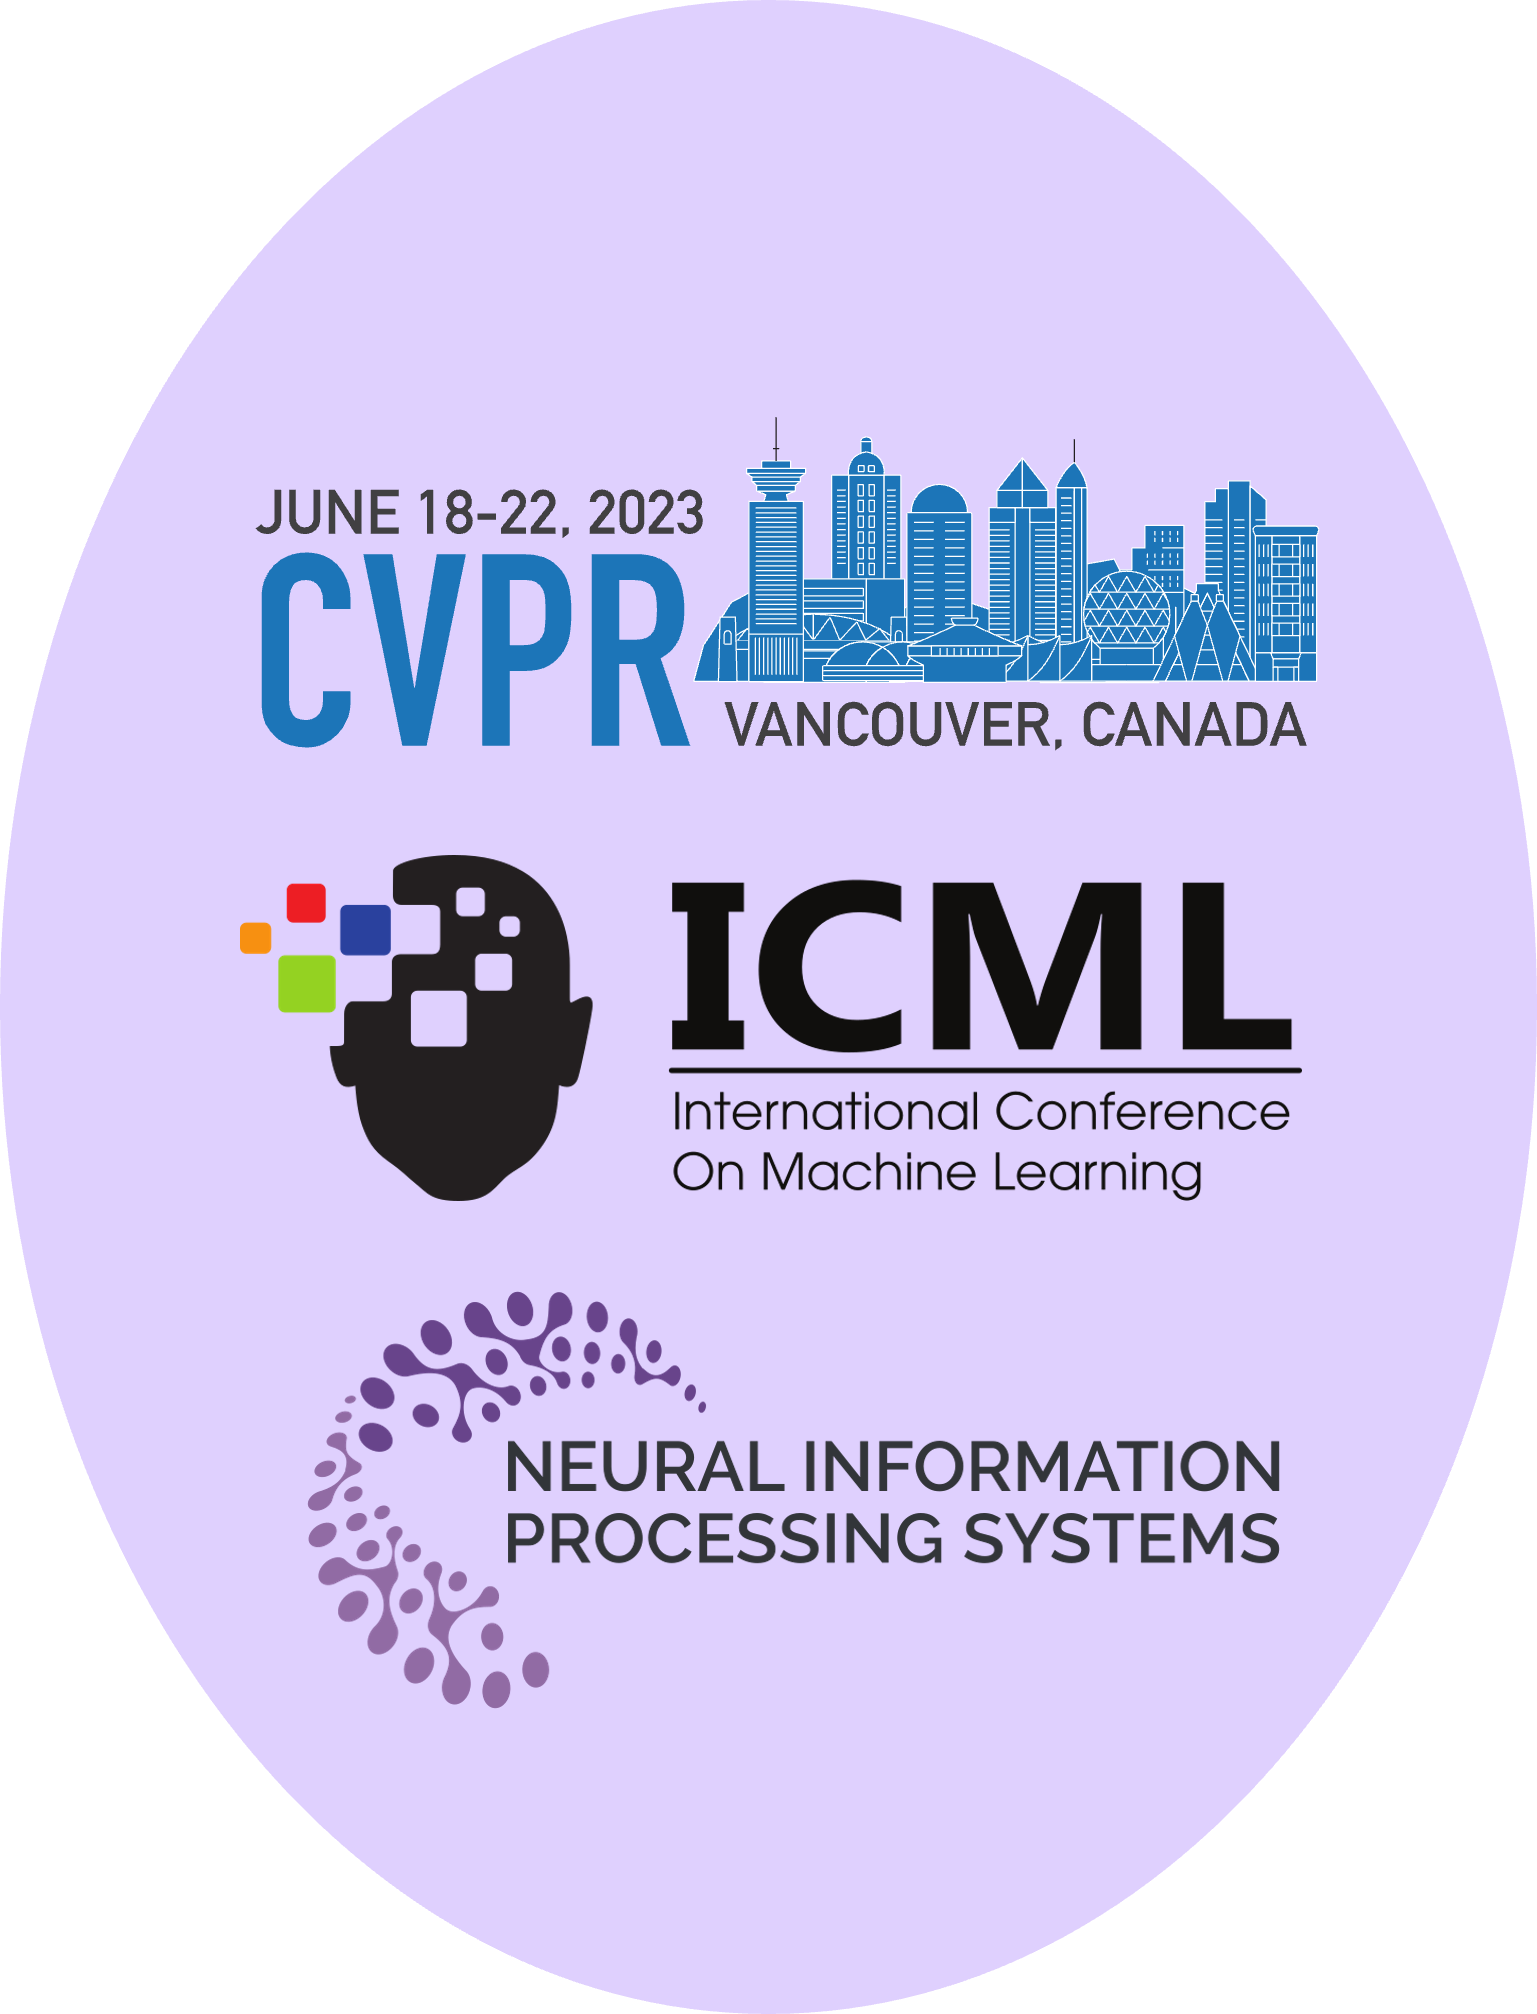 JUNE 18-22, 2023
CVPR
VANCOUVER, CANADA
ICML
International Conference
On Machine Learning
NEURAL INFORMATION
PROCESSING SYSTEMS